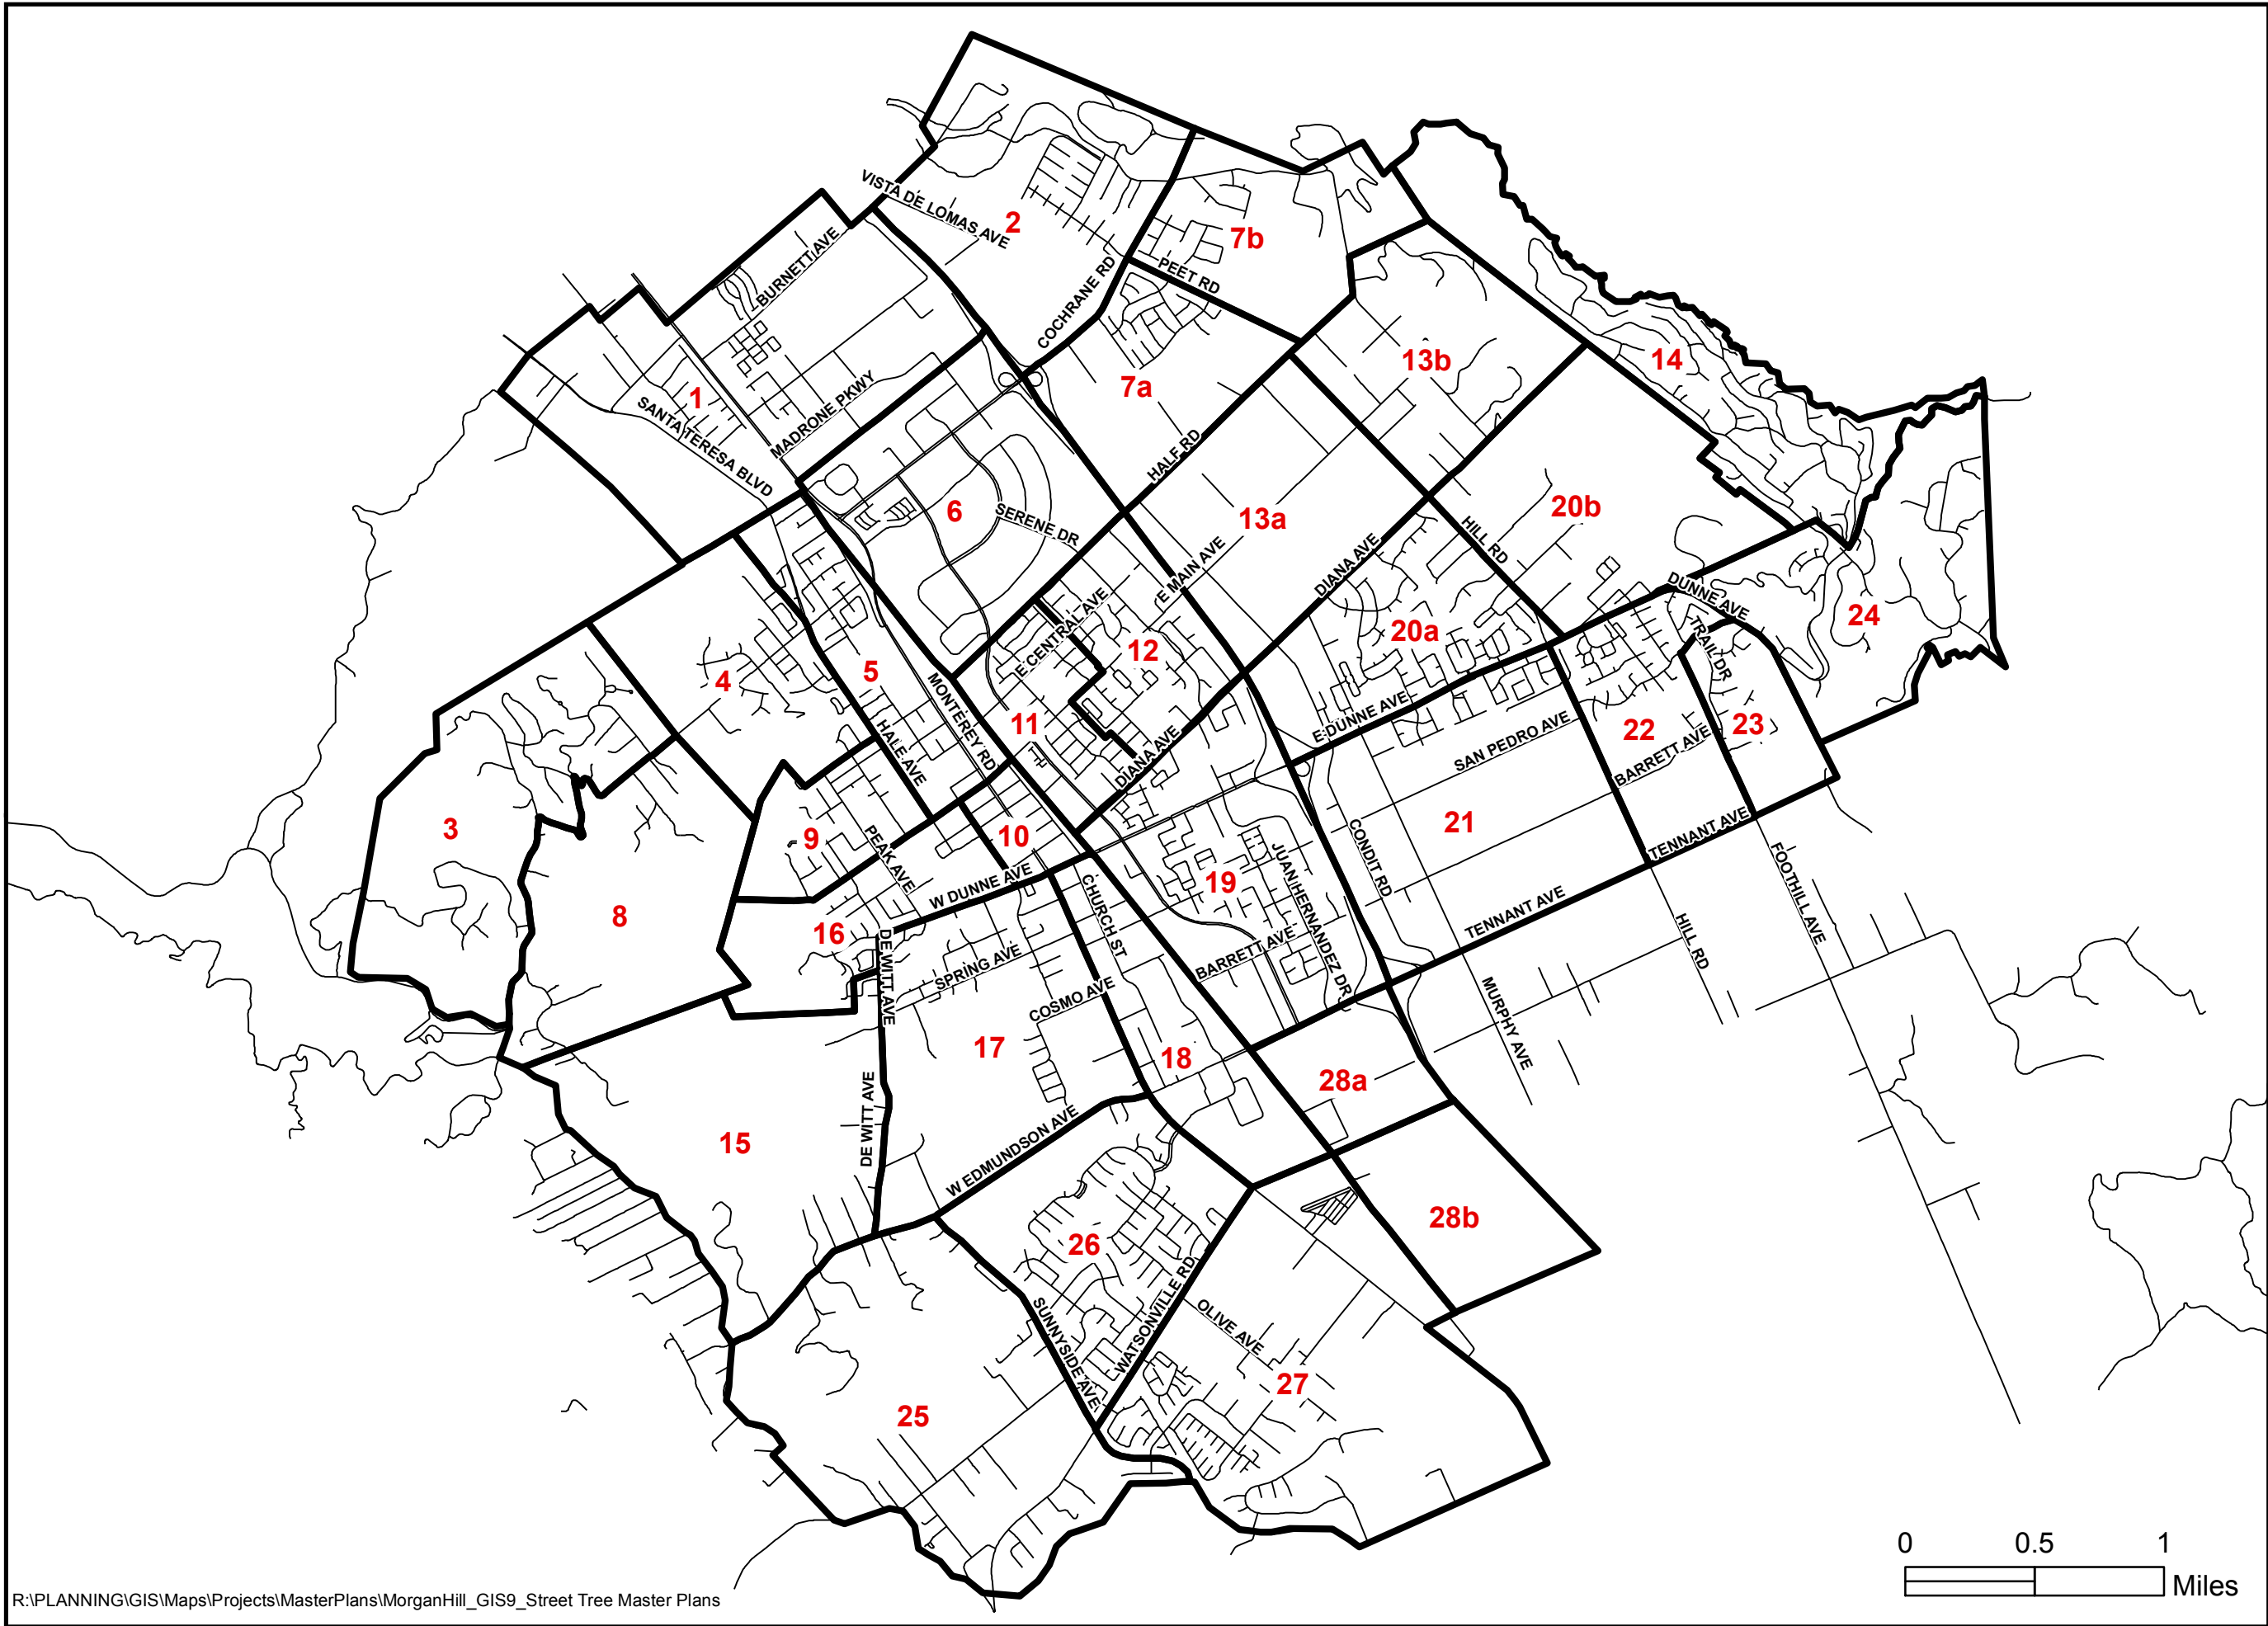 VISTA DE LOMAS AVE
2
7b
BURNETT AVE
COCHRANE RD
PEET RD
14
13b
7a
1
SANTA TERESA BLVD
MADRONE PKWY
HALF RD
6
SERENE DR
13a
20b
HILL RD
E MAIN AVE
DIANA AVE
E CENTRAL AVE
DUNNE AVE
24
20a
12
TRAIL DR
5
4
MONTEREY RD
11
HALE AVE
E DUNNE AVE
SAN PEDRO AVE
22
23
BARRETT AVE
DIANA AVE
3
9
PEAK AVE
10
21
TENNANT AVE
CONDIT RD
FOOTHILL AVE
W DUNNE AVE
19
JUAN HERNANDEZ DR
CHURCH ST
8
16
DE WITT AVE
SPRING AVE
BARRETT AVE
TENNANT AVE
HILL RD
COSMO AVE
MURPHY AVE
17
18
28a
DE WITT AVE
15
W EDMUNDSON AVE
28b
26
WATSONVILLE RD
SUNNYSIDE AVE
OLIVE AVE
27
25
0 0.5 1
Miles
R:\PLANNING\GIS\Maps\Projects\MasterPlans\MorganHill_GIS9_Street Tree Master Plans